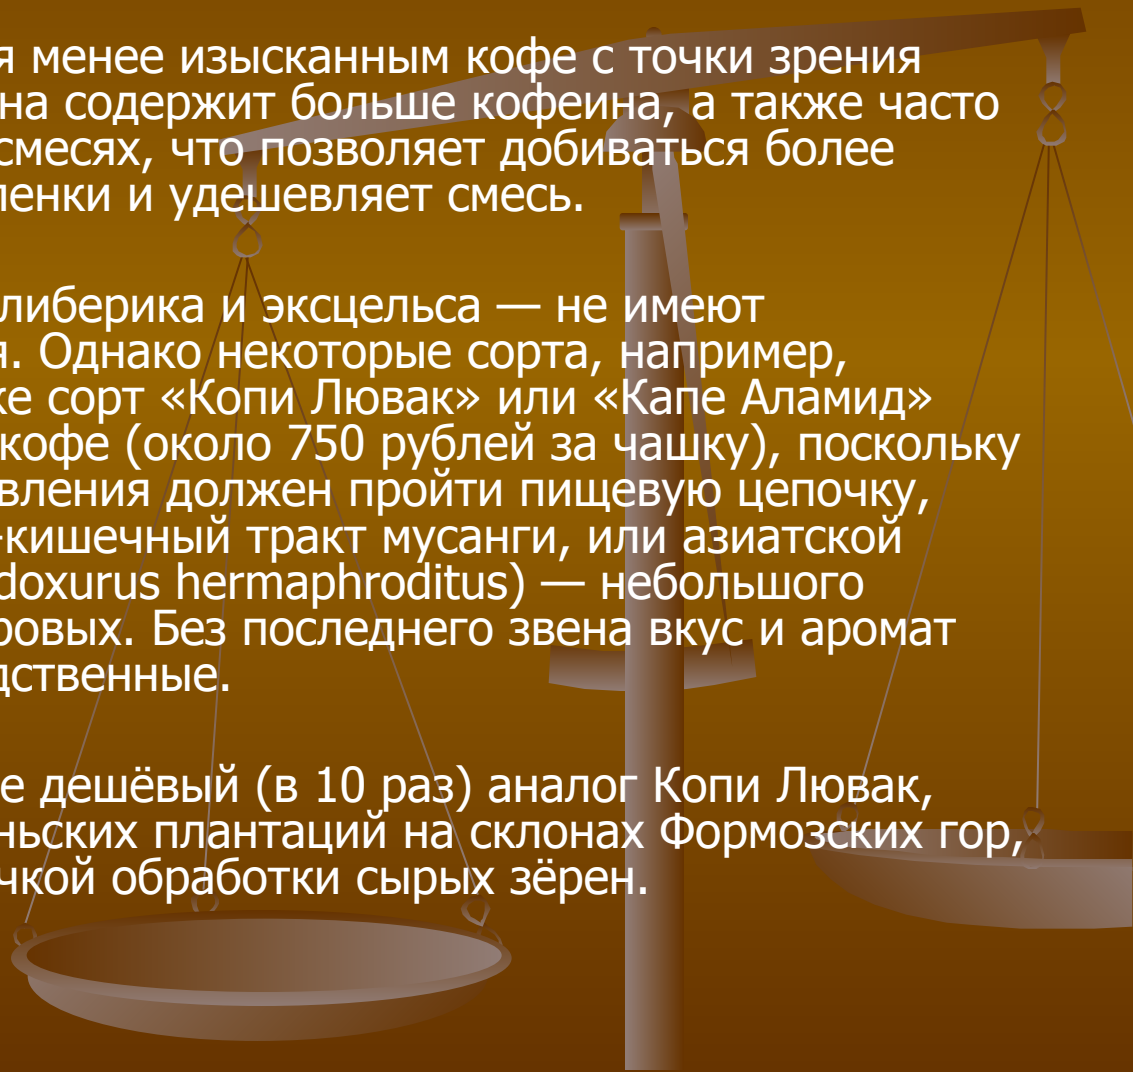 я менее изысканным кофе с точки зрения
на содержит больше кофеина, а также часто
смесях, что позволяет добиваться более
ленки и удешевляет смесь.
либерика и эксцельса — не имеют
я. Однако некоторые сорта, например,
же сорт «Копи Лювак» или «Капе Аламид»
кофе (около 750 рублей за чашку), поскольку
вления должен пройти пищевую цепочку,
-кишечный тракт мусанги, или азиатской
doxurus hermaphroditus) — небольшого
ровых. Без последнего звена вкус и аромат
дственные.
е дешёвый (в 10 раз) аналог Копи Лювак,
ньских плантаций на склонах Формозских гор,
чкой обработки сырых зёрен.